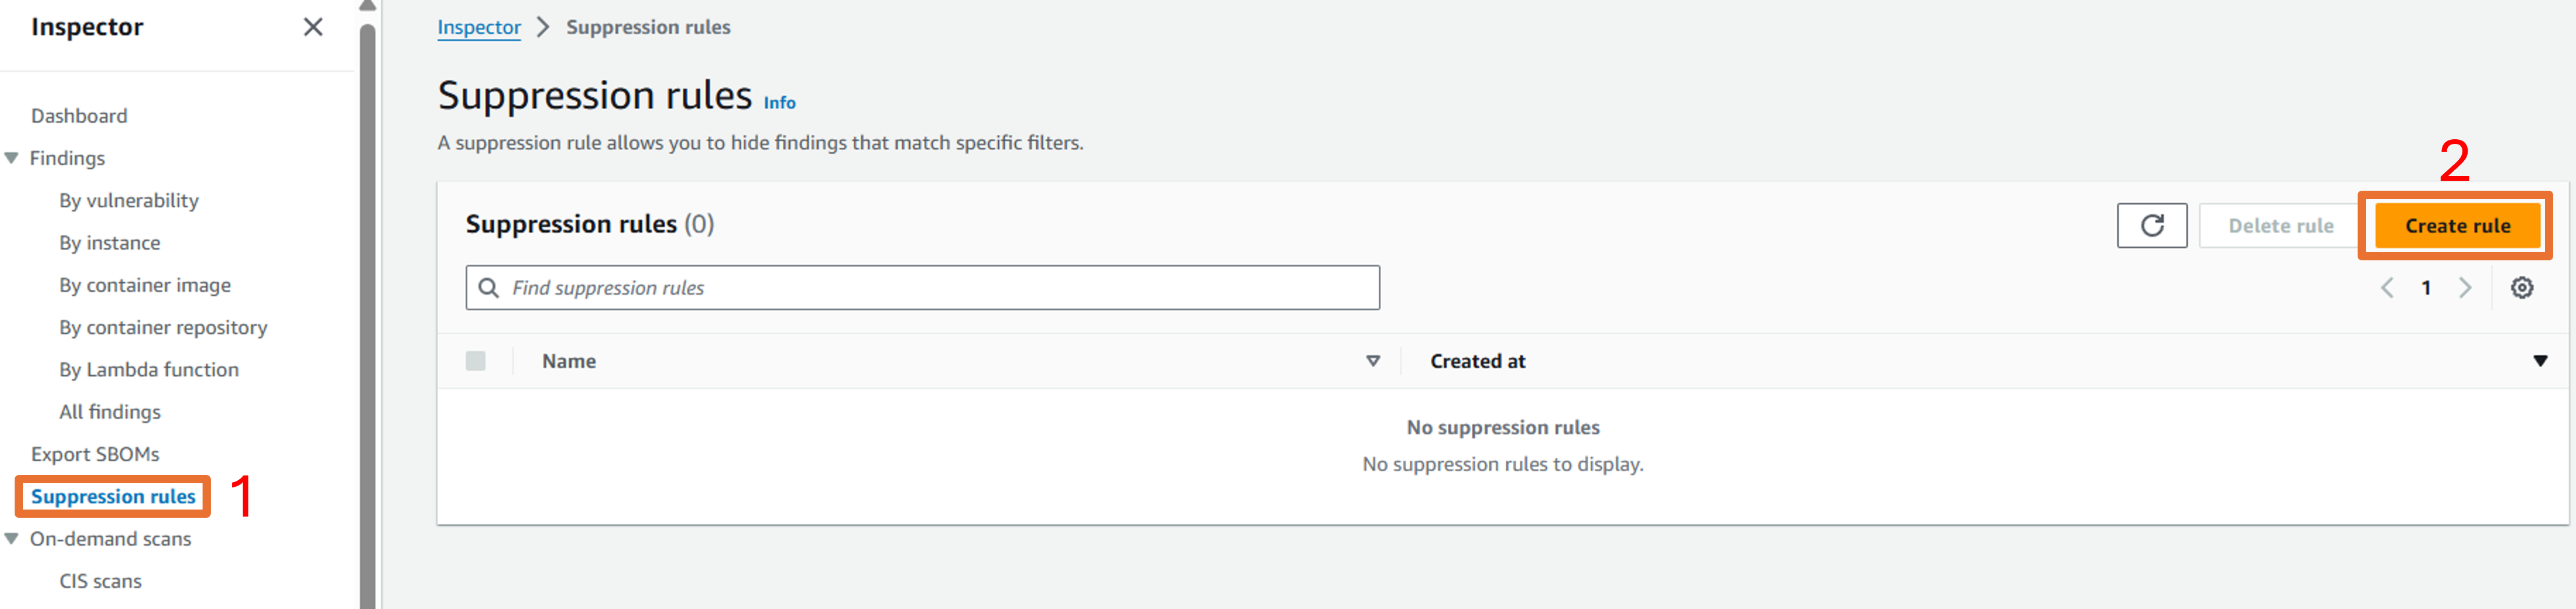 Inspector
Dashboard
Findings
By vulnerability
By instance
By container image
By container repository
By Lambda function
All findings
Export SBOMs
Suppression rules 1
On-demand scans
CIS scans
Inspector Suppression rules
Suppression rules Info
A suppression rule allows you to hide findings that match specific filters.
2
Suppression rules (0) Delete rule Create rule
Find suppression rules 1
Name Created at
No suppression rules
No suppression rules to display.